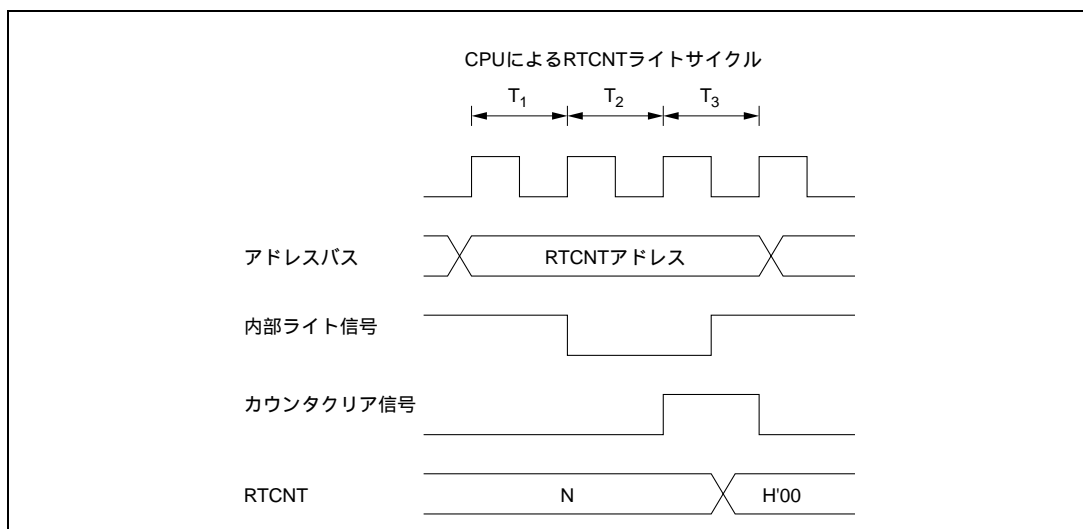 CPUによるRTCNTライトサイクル
T1 T2 T3
アドレスバス RTCNTアドレス
内部ライト信号
カウンタクリア信号
RTCNT N H'00